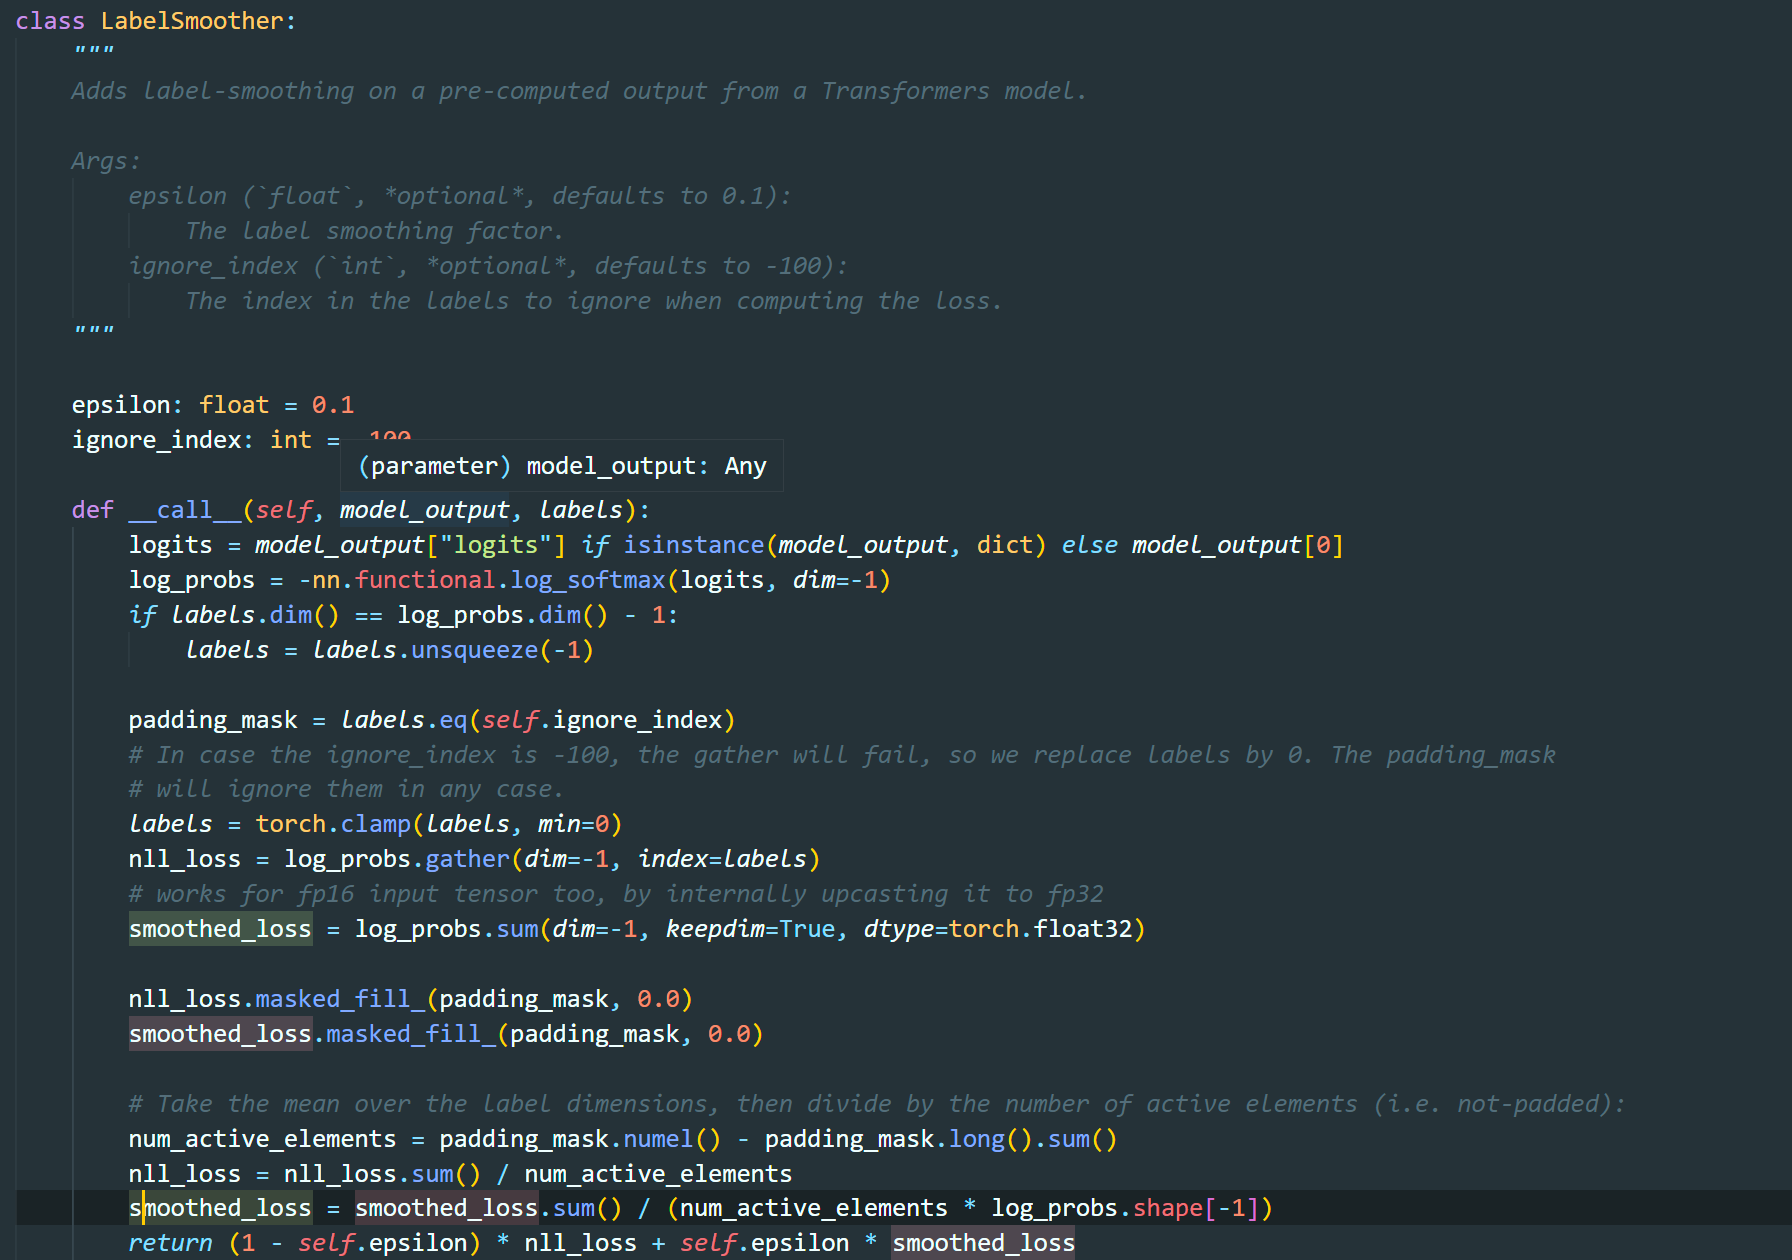 class LabelSmoother:
"""
Adds label-smoothing on a pre-computed output from a Transformers model.
Args:
epsilon (`float`, *optional*, defaults to 0.1):
The label smoothing factor.
ignore_index (`int`, *optional*, defaults to -100):
The index in the labels to ignore when computing the loss.
"""
epsilon: float = 0.1
ignore_index: int = 100
(parameter) model_output: Any
def __call__(self, model_output, labels):
logits = model_output["logits"] if isinstance(model_output, dict) else model_output[0]
log_probs = -nn.functional.log_softmax(logits, dim=-1)
if labels.dim() == log_probs.dim() - 1:
labels = labels.unsqueeze(-1)
padding_mask = labels.eq(self.ignore_index)
# In case the ignore_index is -100, the gather will fail, so we replace labels by 0. The padding_mask
# will ignore them in any case.
labels = torch.clamp(labels, min=0)
nll_loss = log_probs.gather(dim=-1, index=labels)
# works for fp16 input tensor too, by internally upcasting it to fp32
smoothed_loss = log_probs.sum(dim=-1, keepdim=True, dtype=torch.float32)
nll_loss.masked_fill_(padding_mask, 0.0)
smoothed_loss.masked_fill_(padding_mask, 0.0)
# Take the mean over the label dimensions, then divide by the number of active elements (i.e. not-padded):
num_active_elements = padding_mask.numel() - padding_mask.long().sum()
nll_loss = nll_loss.sum() / num_active_elements
smoothed_loss = smoothed_loss.sum() / (num_active_elements * log_probs.shape[-1])
return (1 - self.epsilon) * nll_loss + self.epsilon * smoothed_loss